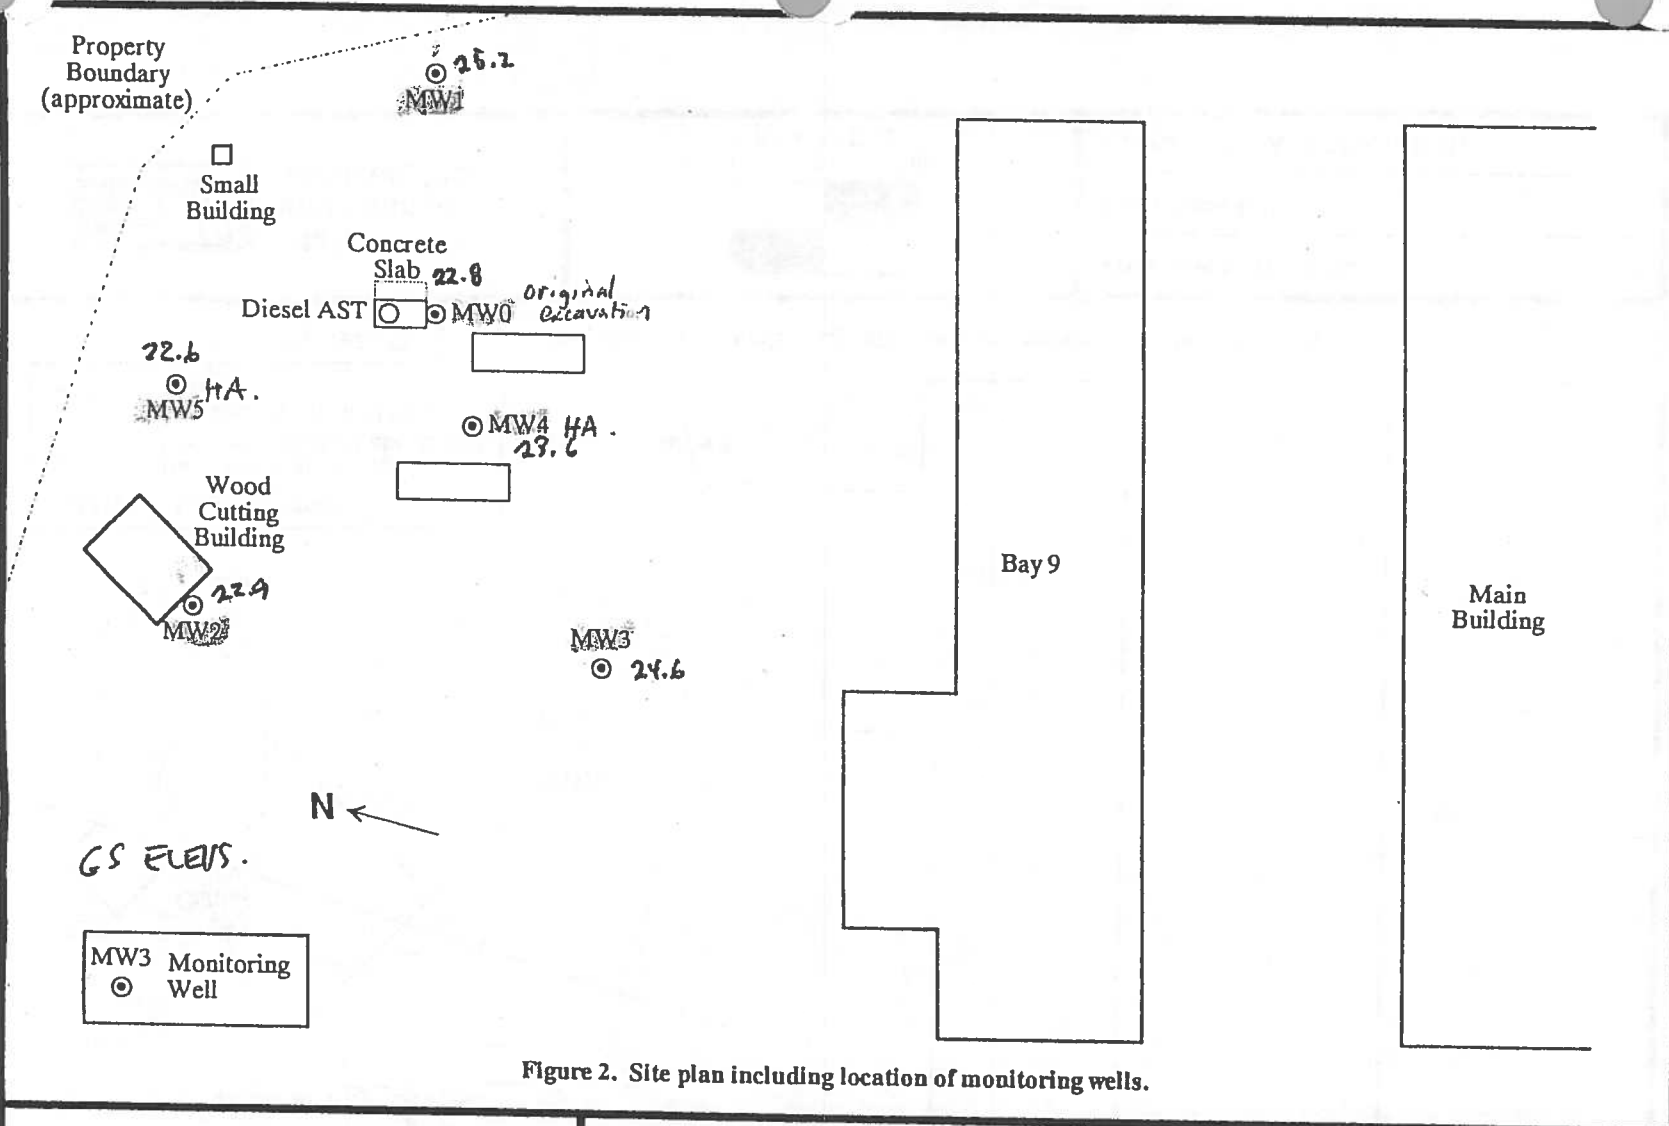 Property
Boundary
(approximate)
25.2
MW1
Small
Building
Concrete
Slab
22.8
Diesel AST
MW0
original
excavation
22.6
HA.
MW5
MW4 HA.
23.6
Wood
Cutting
Building
22.9
MW2
MW3
24.6
Bay 9
Main
Building
N
GS ELEVS.
MW3 Monitoring
Well
Figure 2. Site plan including location of monitoring wells.